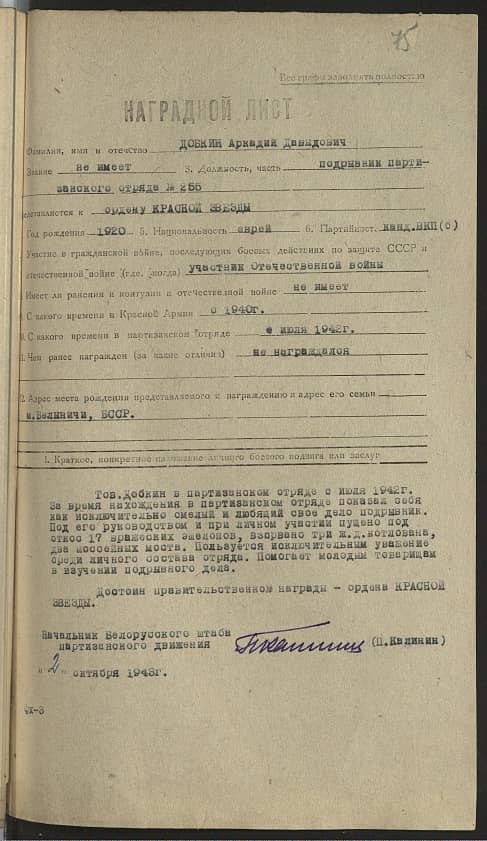 75
Все графы заполнять полностью
НАГРАДНОЙ ЛИСТ
Фамилия, имя и отчество ДОБКИН Аркадий Давыдович
Звание не имеет 3. Должность, часть подрывник парти-
занского отряда № 255
Представляется к ордену КРАСНОЙ ЗВЕЗДЫ
Год рождения 1920 5. Национальность еврей 6. Партийност. канд.ВКП(б)
Участие в гражданской войне, последующих боевых действиях по защите СССР и
отечественной войне (где, когда) участник Отечественной войны
Имеет ли ранения и контузии в отечественной войне не имеет
С какого времени в Красной Армии с 1940г.
С какого времени в партизанском отряде с июля 1942г.
Чем ранее награжден (за какие отличия) не награждался
2. Адрес места рождения представляемого к награждению и адрес его семьи
м.Белыничи, БССР.
1. Краткое, конкретное изложение личного боевого подвига или заслуг
Тов.Добкин в партизанском отряде с июля 1942г.
За время нахождения в партизанском отряде показал себя
как исключительно смелый и любящий свое дело подрывник.
Под его руководством и при личном участии пущено под
откос 17 вражеских эшелонов, взорвано три ж.д.котлована,
два шоссейных моста. Пользуется исключительным уважение
среди личного состава отряда. Помогает молодым товарищам
в изучении подрывного дела.
Достоин правительственной награды - ордена КРАСНОЙ
ЗВЕЗДЫ.
Начальник Белорусского штаба
партизанского движения (П.Калинин)
"2" октября 1943г.